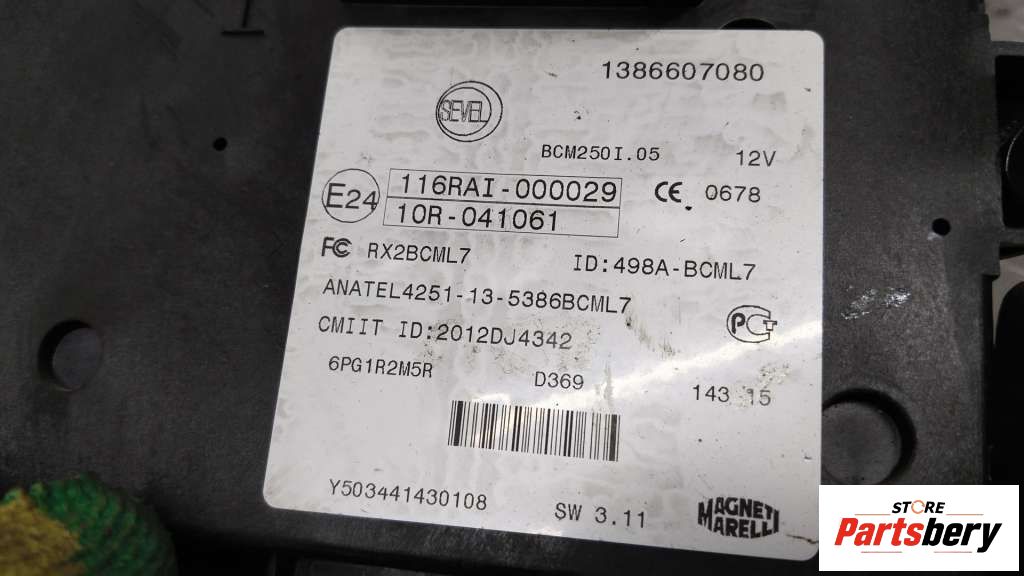 1386607080
SEVEL
BCM250I.05 12V
E24 116RAI-000029 CE 0678
10R-041061
FC RX2BCML7 ID:498A-BCML7
ANATEL4251-13-5386BCML7
PCT
CMIIT ID:2012DJ4342
6PG1R2M5R D369 143 15
Y503441430108 SW 3.11 MAGNETI
MARELLI
STORE
Partsbery